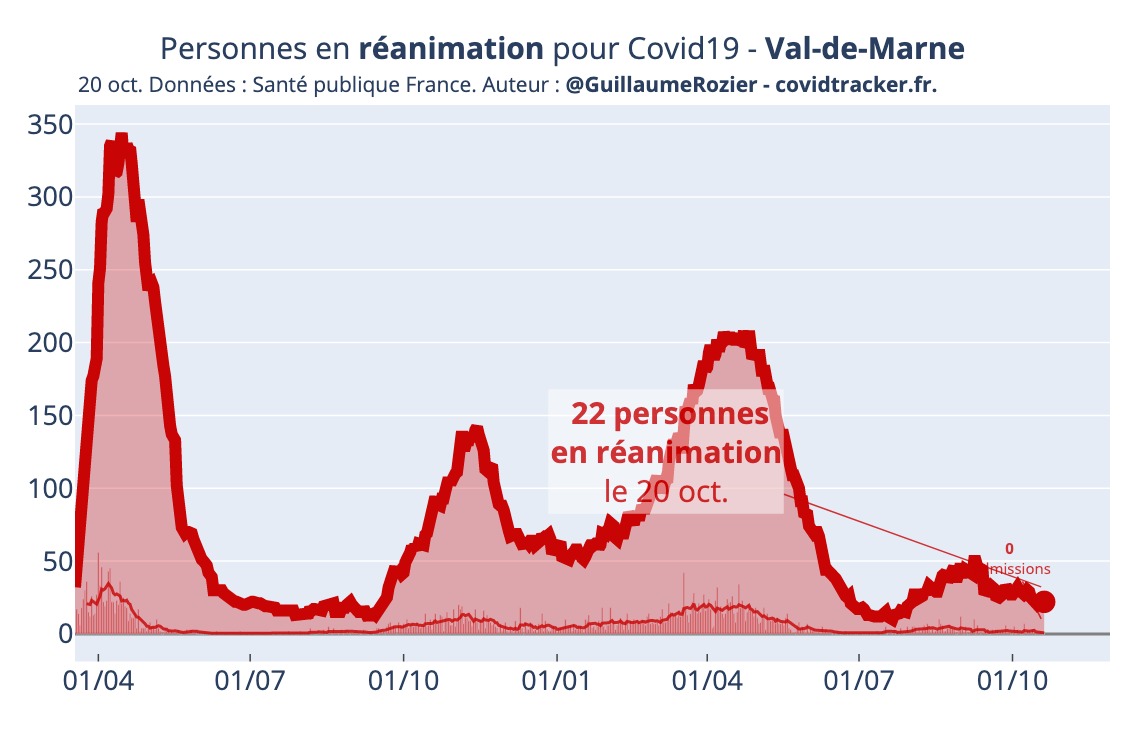 Personnes en réanimation pour Covid19 - Val-de-Marne
20 oct. Données : Santé publique France. Auteur : @GuillaumeRozier - covidtracker.fr.
350
300
250
200
150
100
50
0
22 personnes
en réanimation
le 20 oct.
0
admissions
01/04
01/07
01/10
01/01
01/04
01/07
01/10